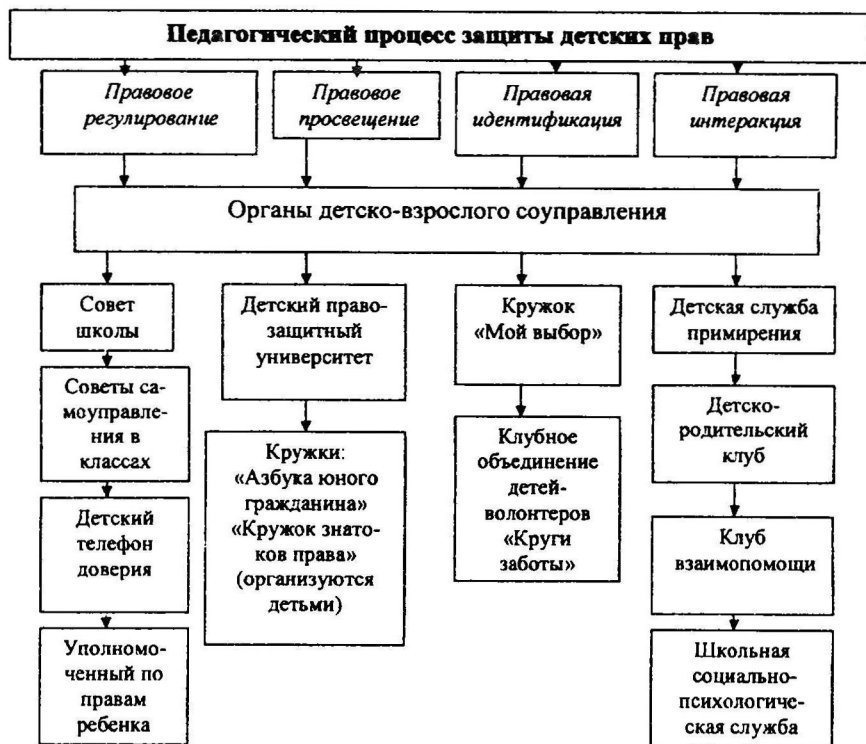 Педагогический процесс защиты детских прав
Правовое
регулирование
Правовое
просвещение
Правовая
идентификация
Правовая
интеракция
Органы детско-взрослого соуправления
Совет
школы
Советы са-
моуправле-
ния в
классах
Детский
телефон
доверия
Уполномо-
ченный по
правам
ребенка
Детский право-
защитный
университет
Кружки:
«Азбука юного
гражданина»
«Кружок знато-
ков права»
(организуются
детьми)
Кружок
«Мой выбор»
Клубное
объединение
детей-
волонтеров
«Круги
заботы»
Детская служба
примирения
Детско-
родительский
клуб
Клуб
взаимопомощи
Школьная
социально-
психологиче-
ская служба